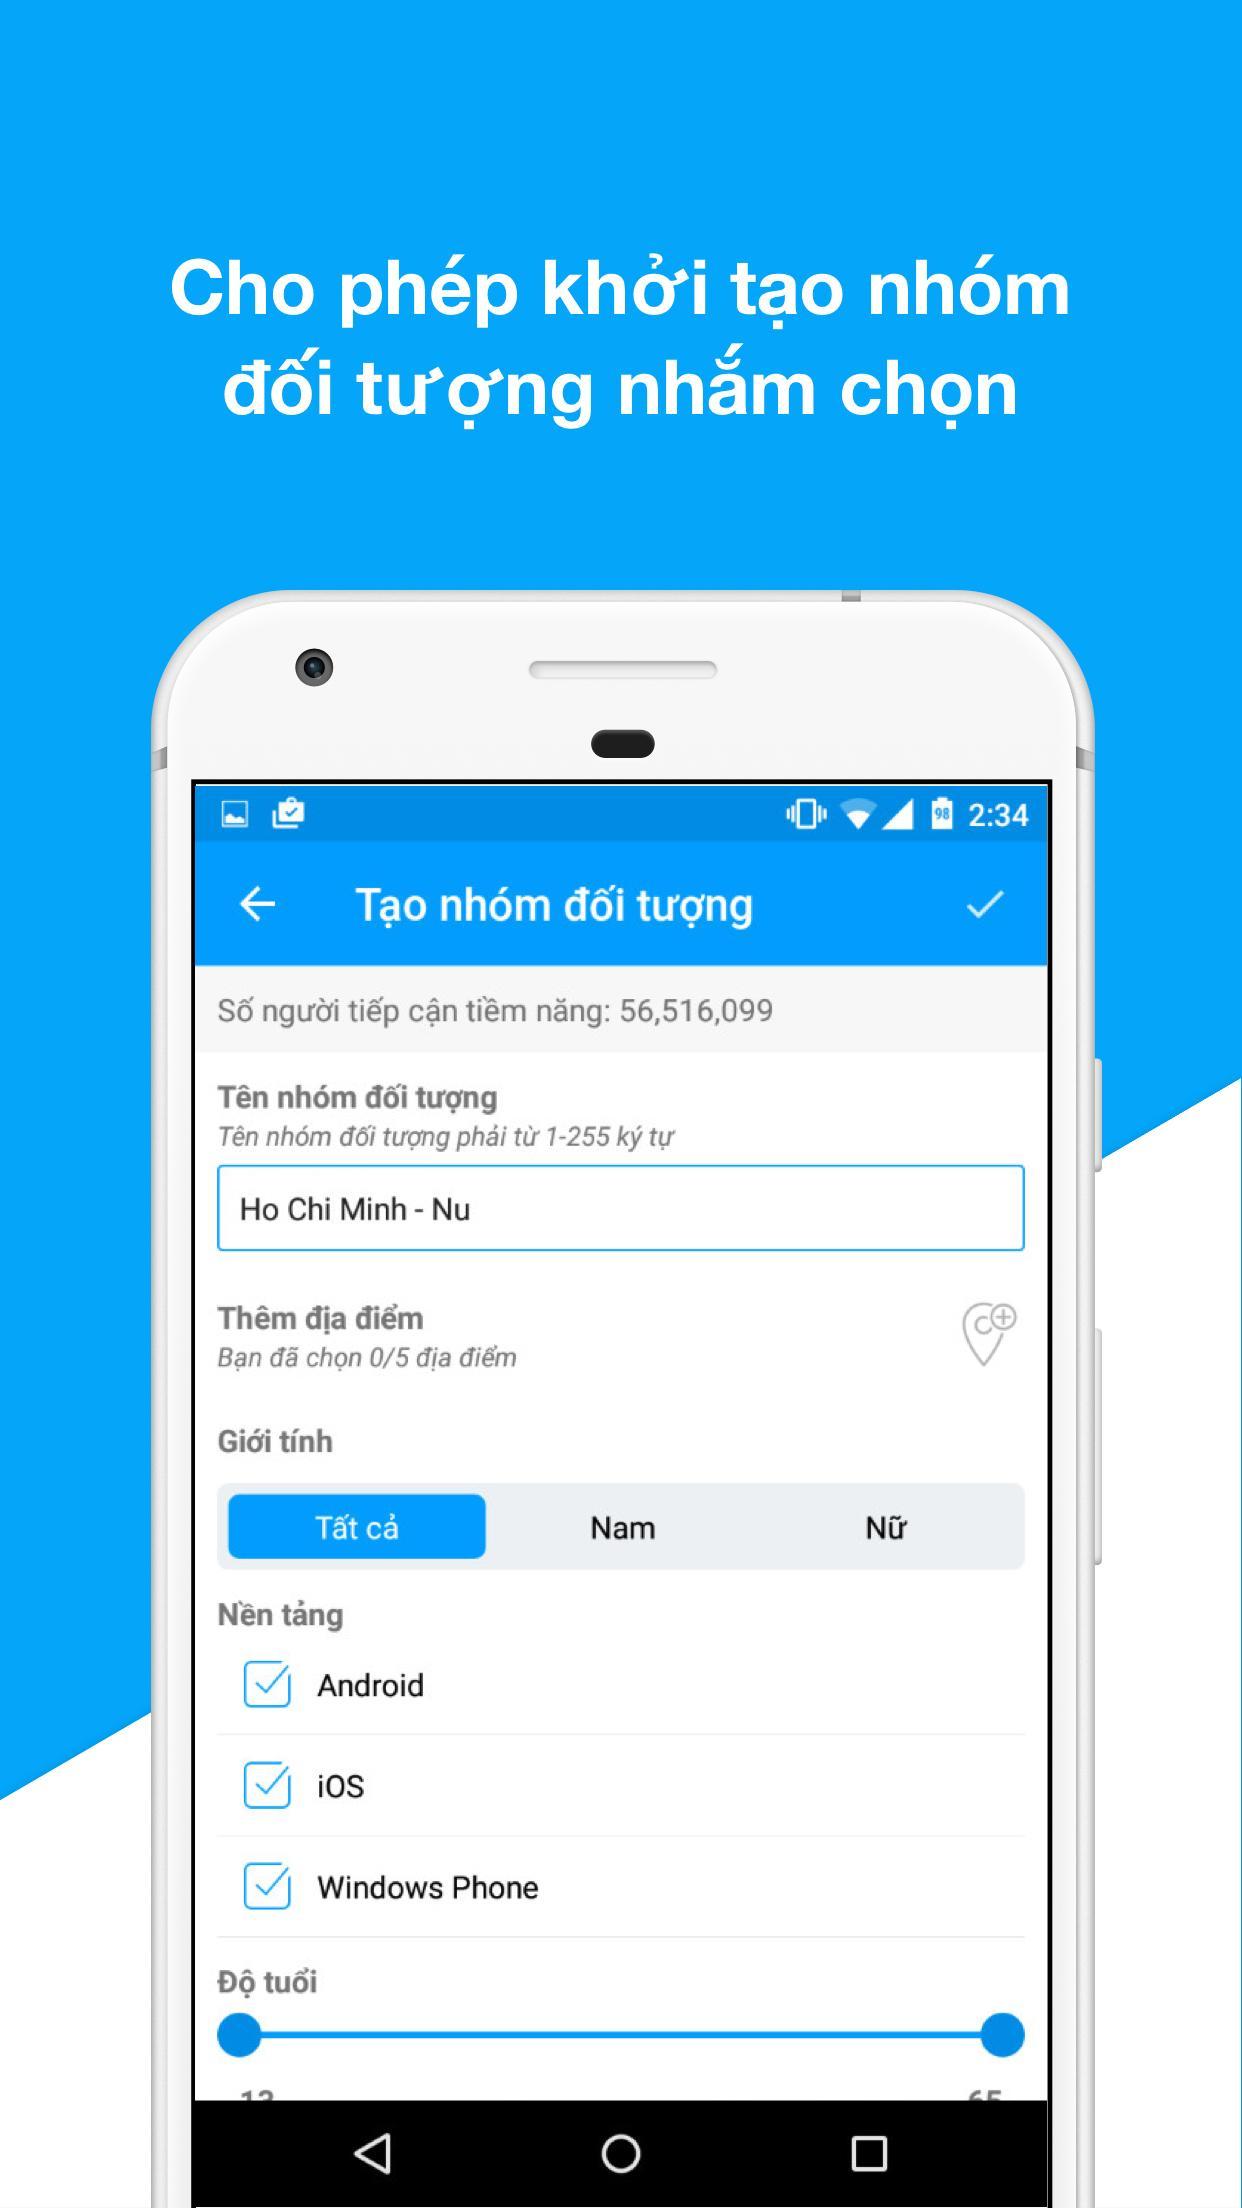 Cho phép khởi tạo nhóm
đối tượng nhắm chọn
98 2:34
Tạo nhóm đối tượng
Số người tiếp cận tiềm năng: 56,516,099
Tên nhóm đối tượng
Tên nhóm đối tượng phải từ 1-255 ký tự
Ho Chi Minh - Nu
Thêm địa điểm
Bạn đã chọn 0/5 địa điểm
Giới tính
Tất cả Nam Nữ
Nền tảng
Android
iOS
Windows Phone
Độ tuổi
13 65